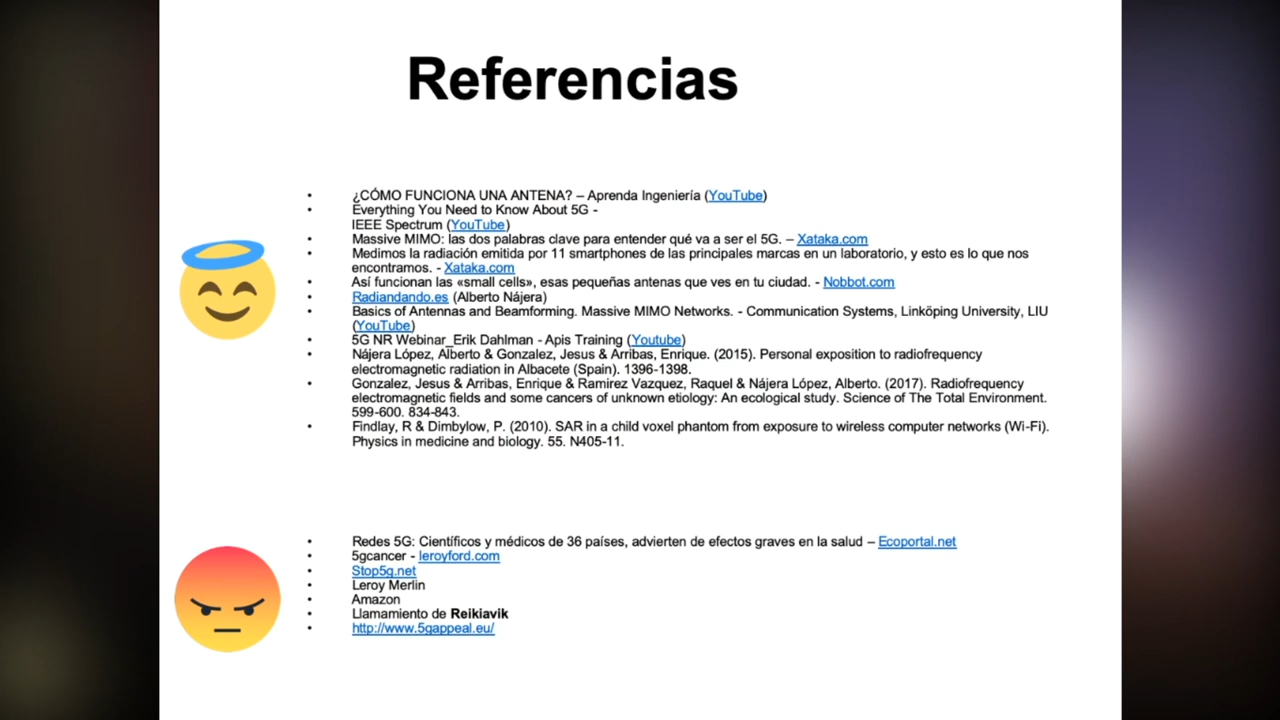 Referencias
• ¿CÓMO FUNCIONA UNA ANTENA? – Aprenda Ingeniería (YouTube)
• Everything You Need to Know About 5G -
IEEE Spectrum (YouTube)
• Massive MIMO: las dos palabras clave para entender qué va a ser el 5G. – Xataka.com
• Medimos la radiación emitida por 11 smartphones de las principales marcas en un laboratorio, y esto es lo que nos
encontramos. - Xataka.com
• Así funcionan las «small cells», esas pequeñas antenas que ves en tu ciudad. - Nobbot.com
• Radiandando.es (Alberto Nájera)
• Basics of Antennas and Beamforming. Massive MIMO Networks. - Communication Systems, Linköping University, LIU
(YouTube)
• 5G NR Webinar_Erik Dahlman - Apis Training (Youtube)
• Nájera López, Alberto & Gonzalez, Jesus & Arribas, Enrique. (2015). Personal exposition to radiofrequency
electromagnetic radiation in Albacete (Spain). 1396-1398.
• Gonzalez, Jesus & Arribas, Enrique & Ramirez Vazquez, Raquel & Nájera López, Alberto. (2017). Radiofrequency
electromagnetic fields and some cancers of unknown etiology: An ecological study. Science of The Total Environment.
599-600. 834-843.
• Findlay, R & Dimbylow, P. (2010). SAR in a child voxel phantom from exposure to wireless computer networks (Wi-Fi).
Physics in medicine and biology. 55. N405-11.
• Redes 5G: Científicos y médicos de 36 países, advierten de efectos graves en la salud – Ecoportal.net
• 5gcancer - leroyford.com
• Stop5g.net
• Leroy Merlin
• Amazon
• Llamamiento de Reikiavik
• http://www.5gappeal.eu/